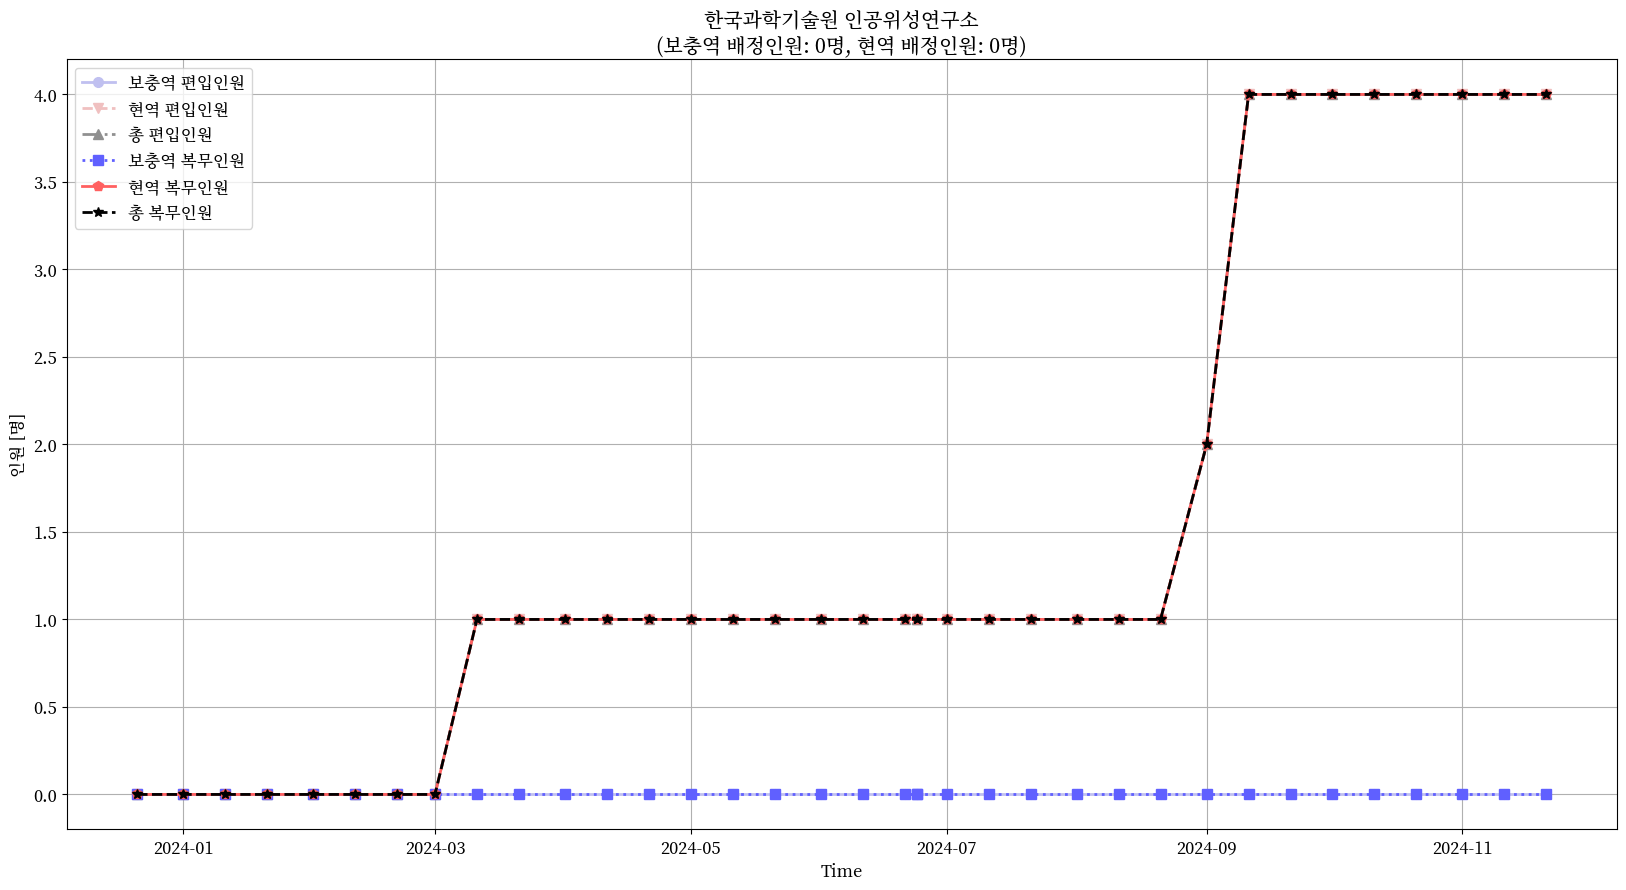 한국과학기술원 인공위성연구소
(보충역 배정인원: 0명, 현역 배정인원: 0명)
보충역 편입인원
현역 편입인원
총 편입인원
보충역 복무인원
현역 복무인원
총 복무인원
인원 [명]
4.0
3.5
3.0
2.5
2.0
1.5
1.0
0.5
0.0
2024-01 2024-03 2024-05 2024-07 2024-09 2024-11
Time